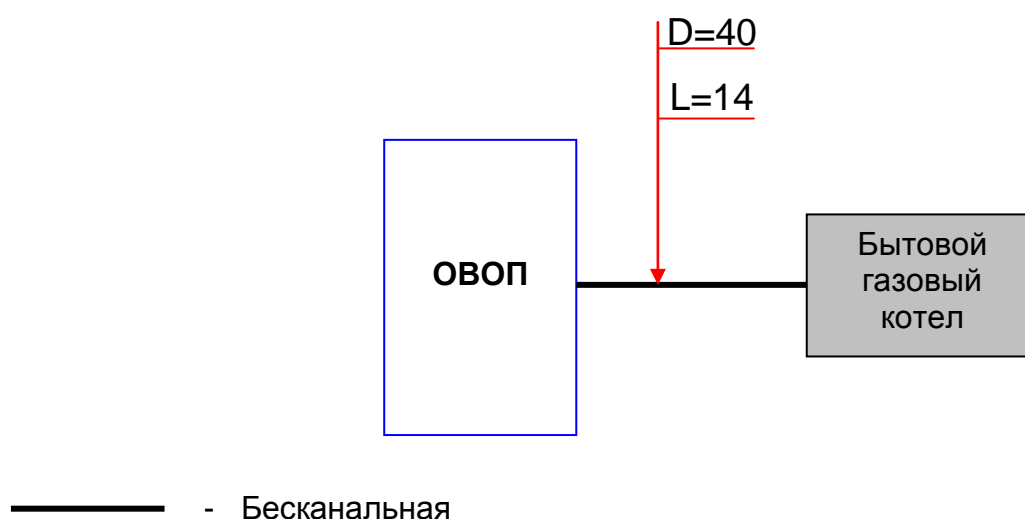 D=40
L=14
ОВОП
Бытовой
газовый
котел
- Бесканальная